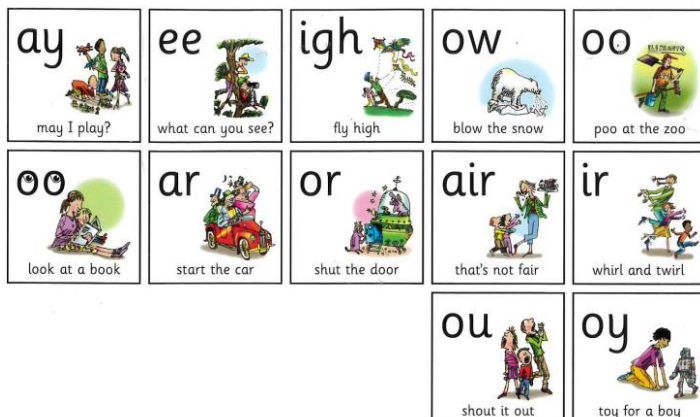 ay
may I play?
ee
what can you see?
igh
fly high
ow
blow the snow
oo
poo at the zoo
oo
look at a book
ar
start the car
or
shut the door
air
that's not fair
ir
whirl and twirl
ou
shout it out
oy
toy for a boy